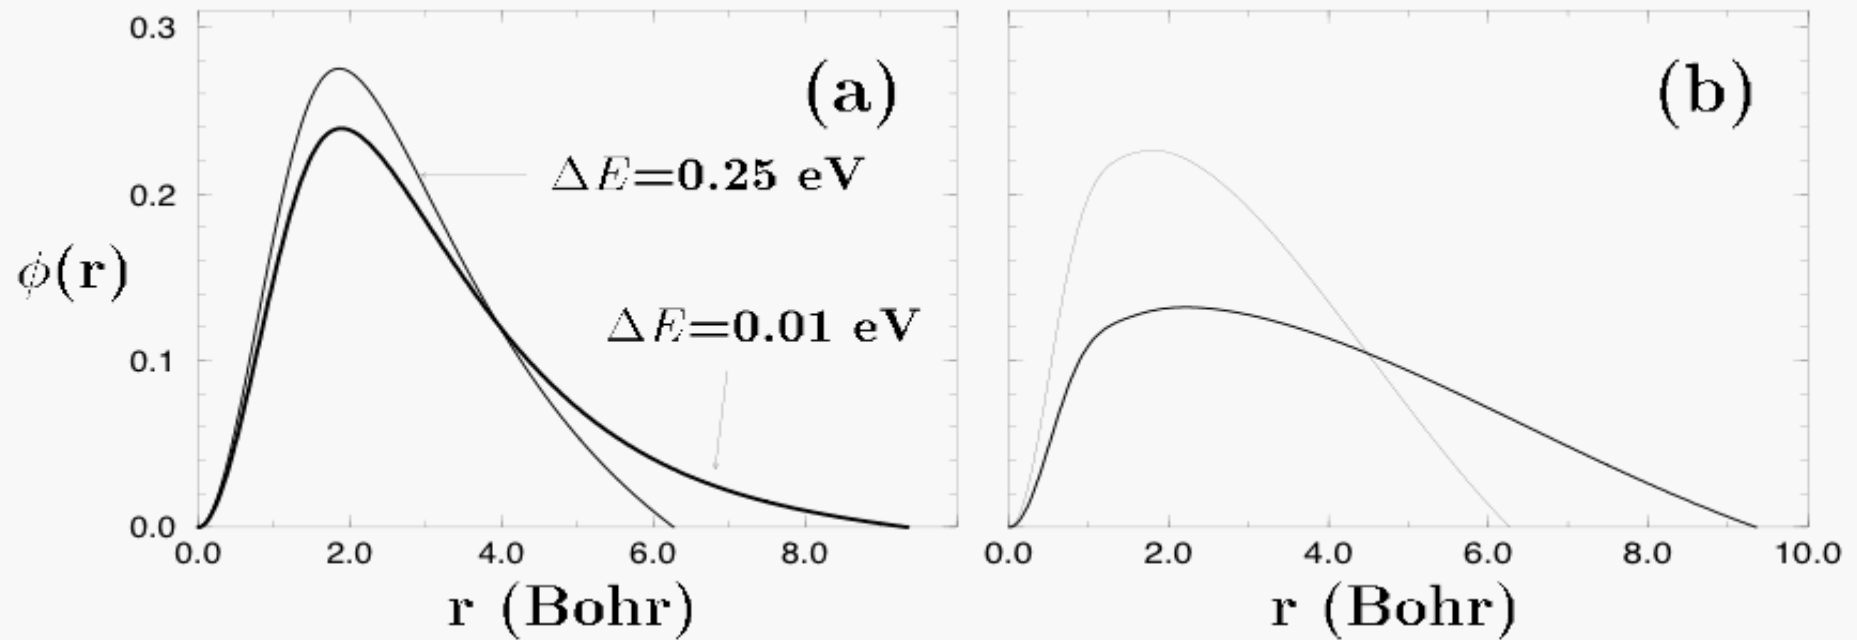 0.3
0.2
0.1
0.0
ϕ(r)
(a)
ΔE=0.25 eV
ΔE=0.01 eV
0.0 2.0 4.0 6.0 8.0
r (Bohr)
(b)
0.0 2.0 4.0 6.0 8.0 10.0
r (Bohr)